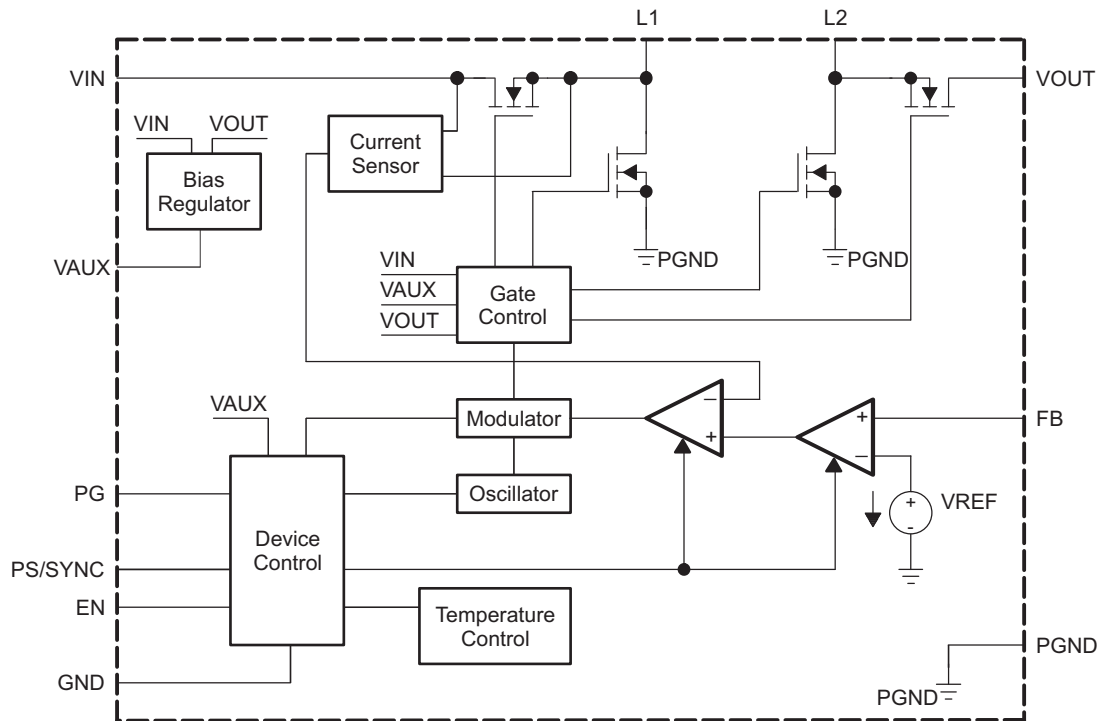 L1
L2
VIN
VOUT
VIN
VOUT
Current
Sensor
Bias
Regulator
VAUX
PGND
PGND
VIN
VAUX
VOUT
Gate
Control
VAUX
Modulator
−
+
+
−
FB
PG
Oscillator
+
-
VREF
Device
Control
PS/SYNC
EN
Temperature
Control
GND
PGND
PGND